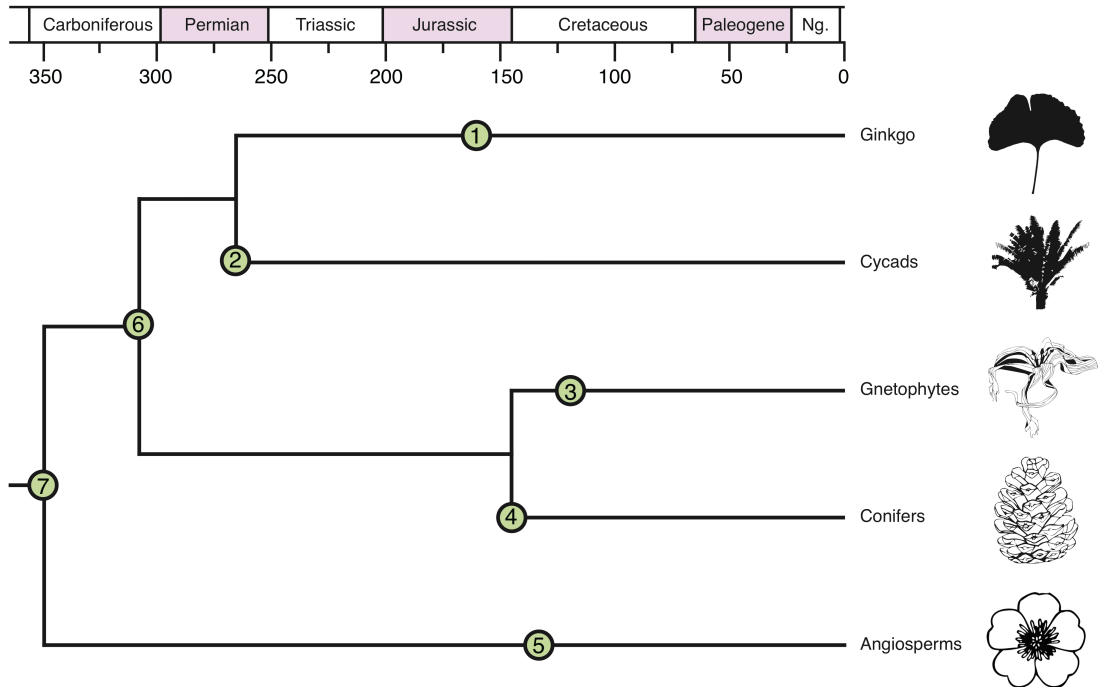 Carboniferous Permian Triassic Jurassic Cretaceous Paleogene Ng.
350 300 250 200 150 100 50 0
1 Ginkgo
2 Cycads
6
3 Gnetophytes
7
4 Conifers
5 Angiosperms